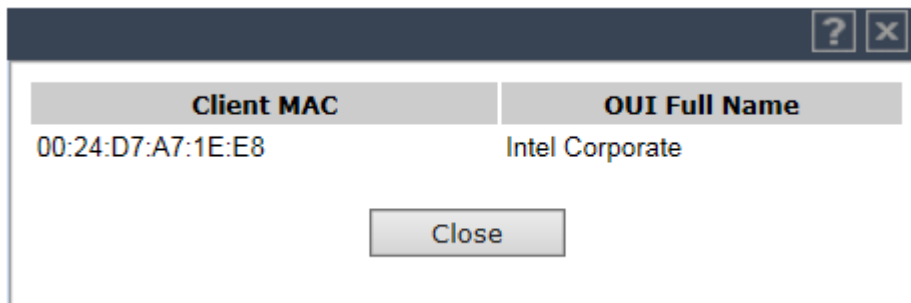 ? ×
Client MAC OUI Full Name
00:24:D7:A7:1E:E8 Intel Corporate
Close